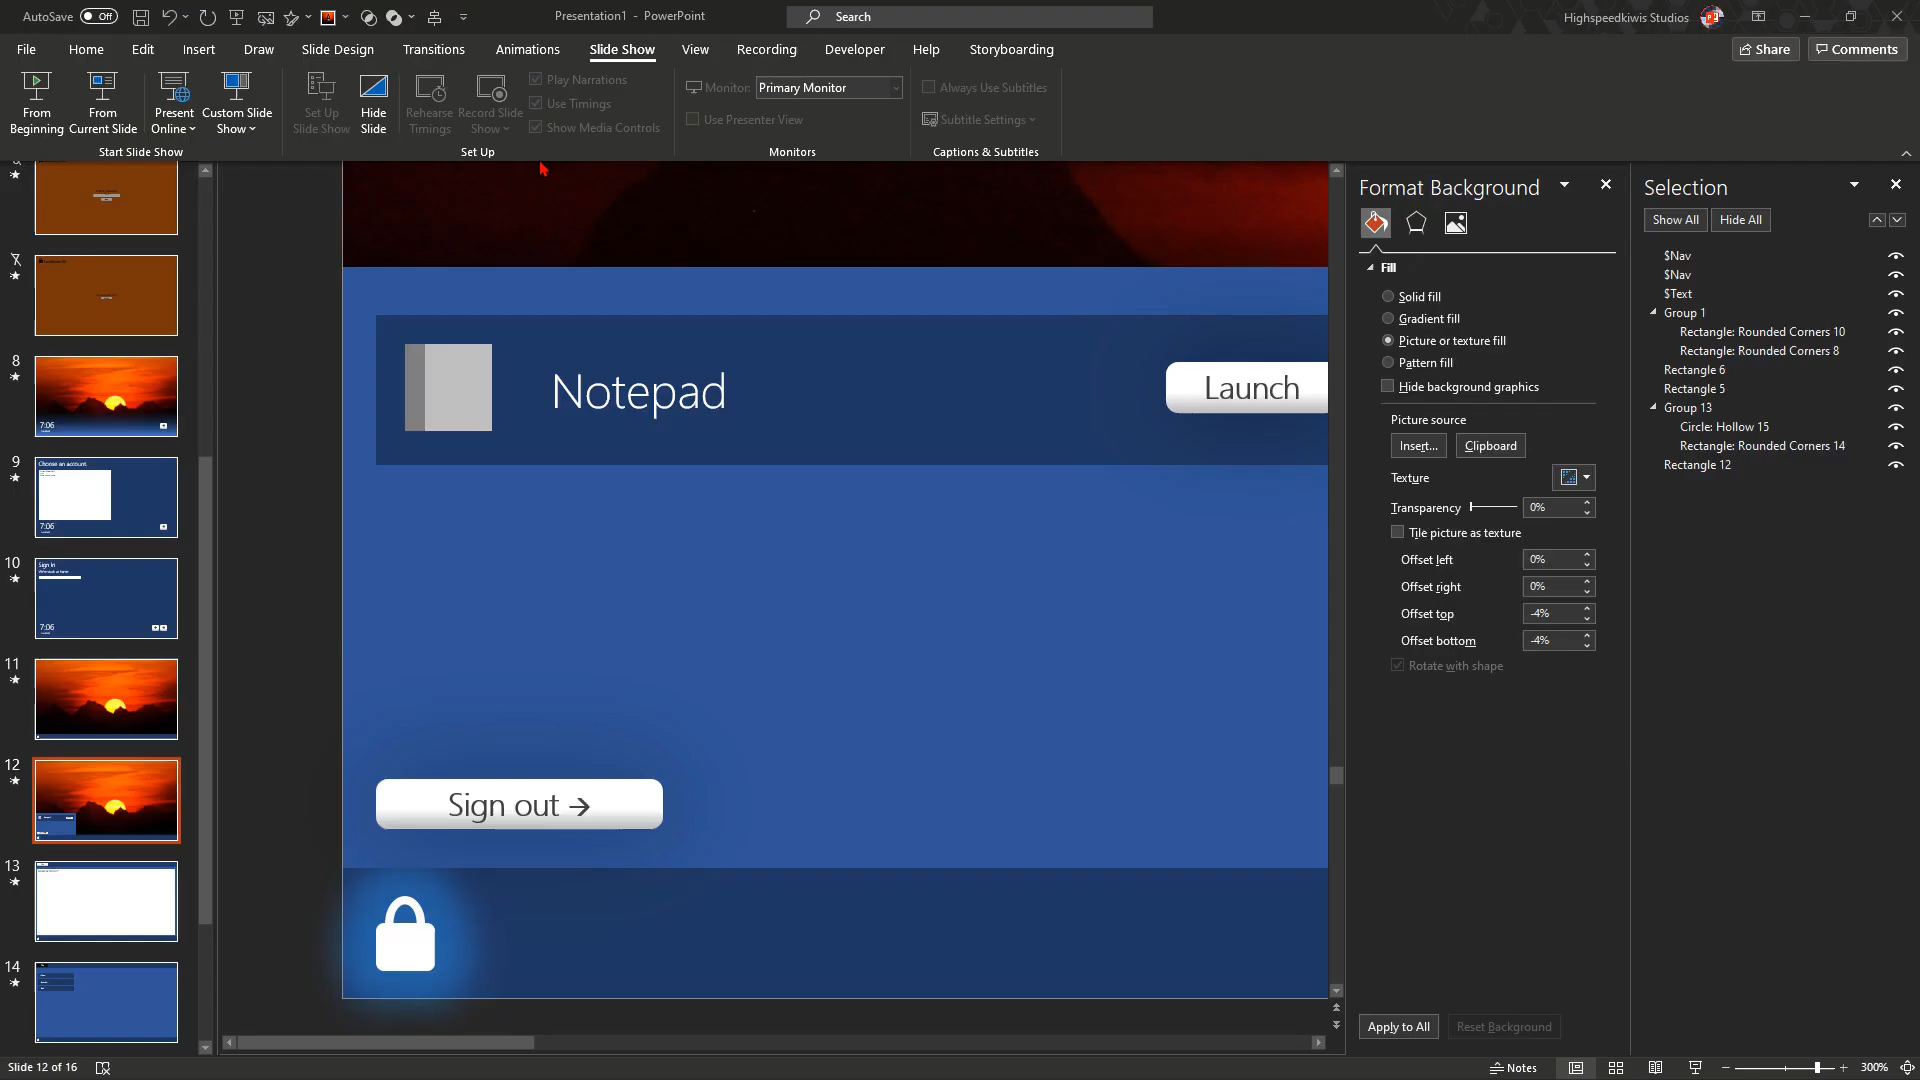 AutoSave Off Presentation1 - PowerPoint Search Highspeedkiwis Studios
File Home Edit Insert Draw Slide Design Transitions Animations Slide Show View Recording Developer Help Storyboarding Share Comments
From Beginning
From Current Slide
Present Online
Custom Slide Show
Start Slide Show
Set Up Slide Show
Hide Slide
Rehearse Timings
Record Slide Show
Play Narrations
Use Timings
Show Media Controls
Set Up
Monitor: Primary Monitor
Use Presenter View
Monitors
Always Use Subtitles
Subtitle Settings
Captions & Subtitles
7
8
7:06
9
Choose an account.
7:06
10
Sign in
7:06
11
12
13
14
Notepad
Launch
Sign out →
Format Background
Fill
Solid fill
Gradient fill
Picture or texture fill
Pattern fill
Hide background graphics
Picture source
Insert... Clipboard
Texture
Transparency 0%
Tile picture as texture
Offset left 0%
Offset right 0%
Offset top -4%
Offset bottom -4%
Rotate with shape
Apply to All Reset Background
Selection
Show All Hide All
$Nav
$Nav
$Text
Group 1
Rectangle: Rounded Corners 10
Rectangle: Rounded Corners 8
Rectangle 6
Rectangle 5
Group 13
Circle: Hollow 15
Rectangle: Rounded Corners 14
Rectangle 12
Slide 12 of 16 Notes 300%